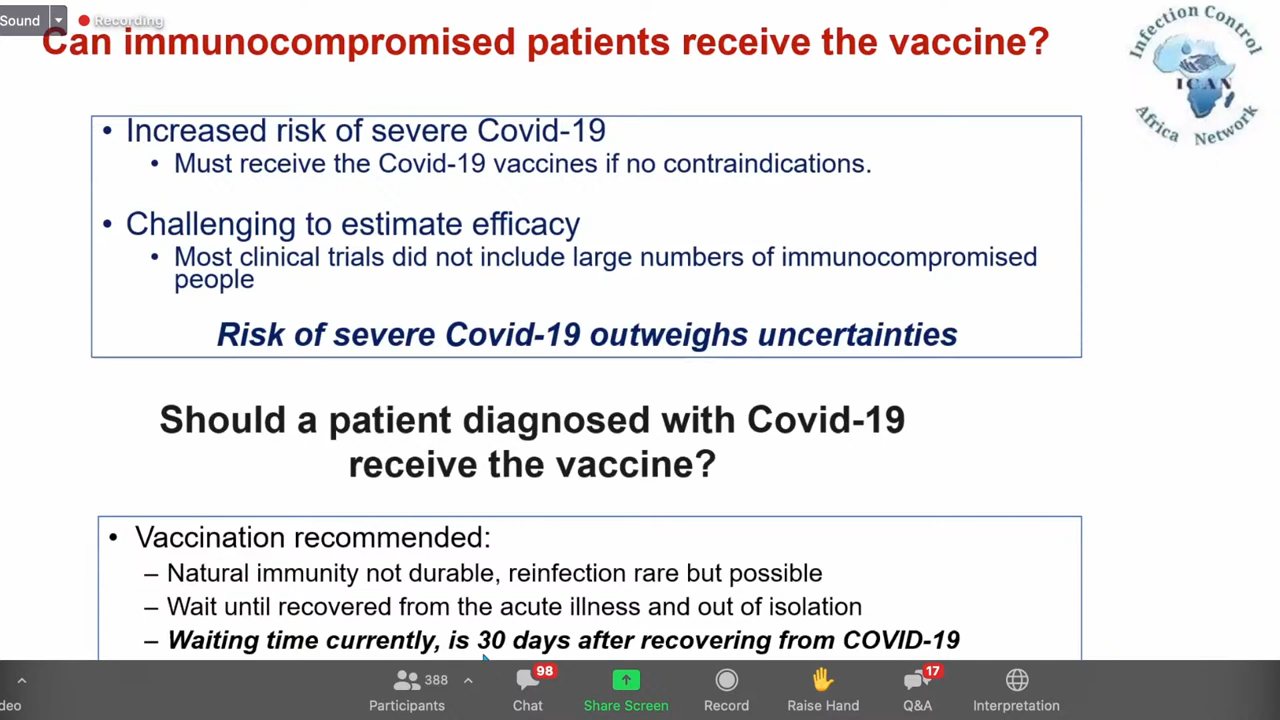 Sound
Recording
Can immunocompromised patients receive the vaccine?
Infection Control
ICAN
Africa Network
• Increased risk of severe Covid-19
• Must receive the Covid-19 vaccines if no contraindications.
• Challenging to estimate efficacy
• Most clinical trials did not include large numbers of immunocompromised
people
Risk of severe Covid-19 outweighs uncertainties
Should a patient diagnosed with Covid-19
receive the vaccine?
• Vaccination recommended:
– Natural immunity not durable, reinfection rare but possible
– Wait until recovered from the acute illness and out of isolation
– Waiting time currently, is 30 days after recovering from COVID-19
388
98
17
deo
Participants
Chat
Share Screen
Record
Raise Hand
Q&A
Interpretation